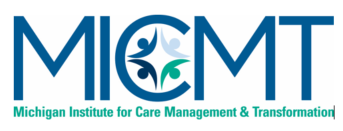 MICMT
Michigan Institute for Care Management & Transformation